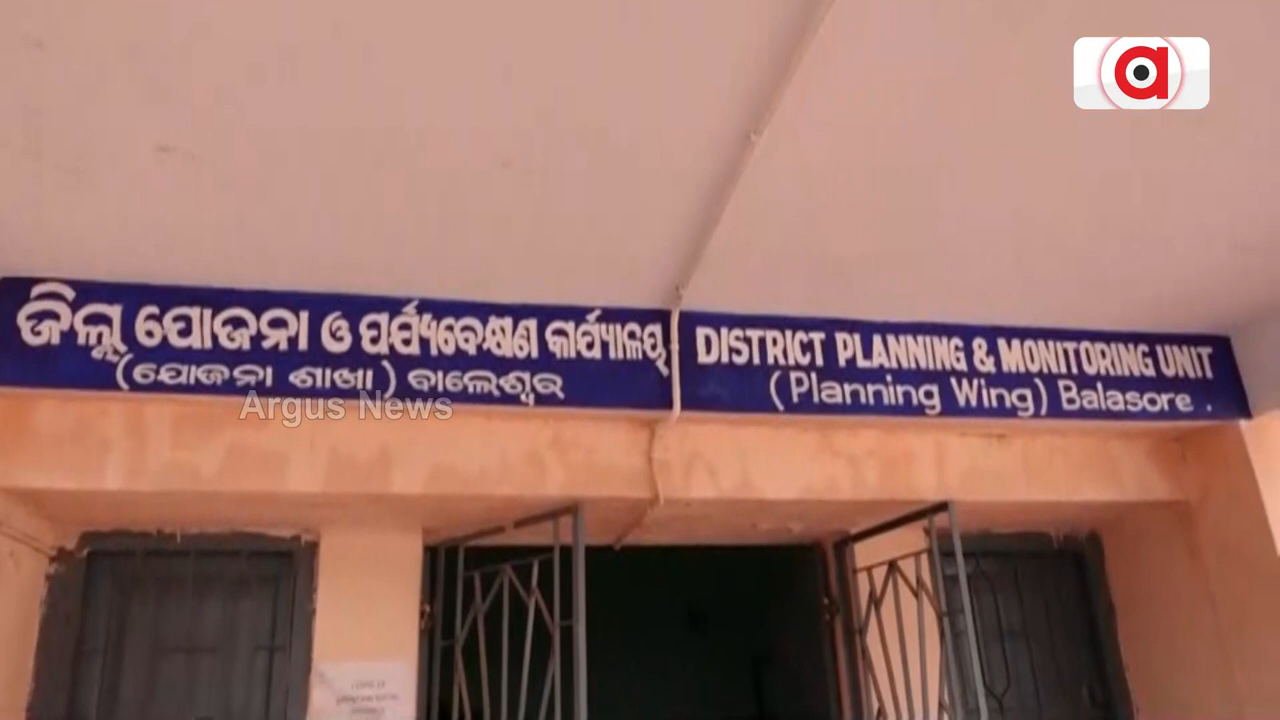 ଜିଲ୍ଲା ଯୋଜନା ଓ ପର୍ଯ୍ୟବେକ୍ଷଣ କାର୍ଯ୍ୟାଳୟ
(ଯୋଜନା ଶାଖା) ବାଲେଶ୍ୱର
DISTRICT PLANNING & MONITORING UNIT
(Planning Wing) Balasore .
Argus News